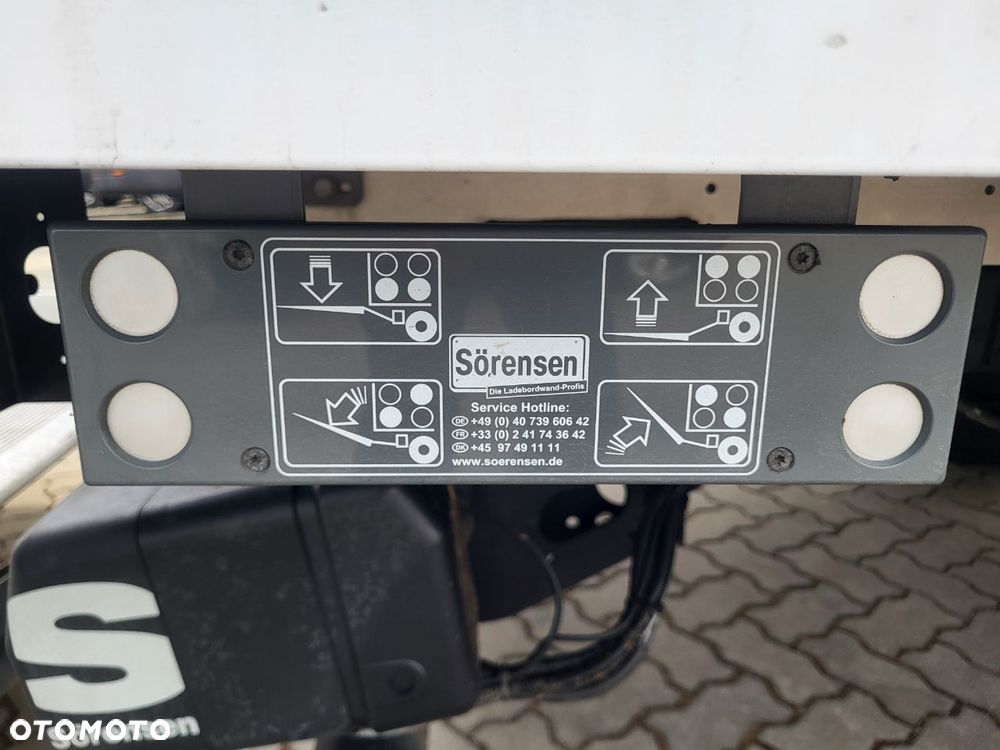 Sörensen
Die Ladebordwand-Profis
Service Hotline:
DE +49 (0) 40 739 606 42
FR +33 (0) 2 41 74 36 42
DK +45 97 49 11 11
www.soerensen.de
S
Sörensen
OTOMOTO